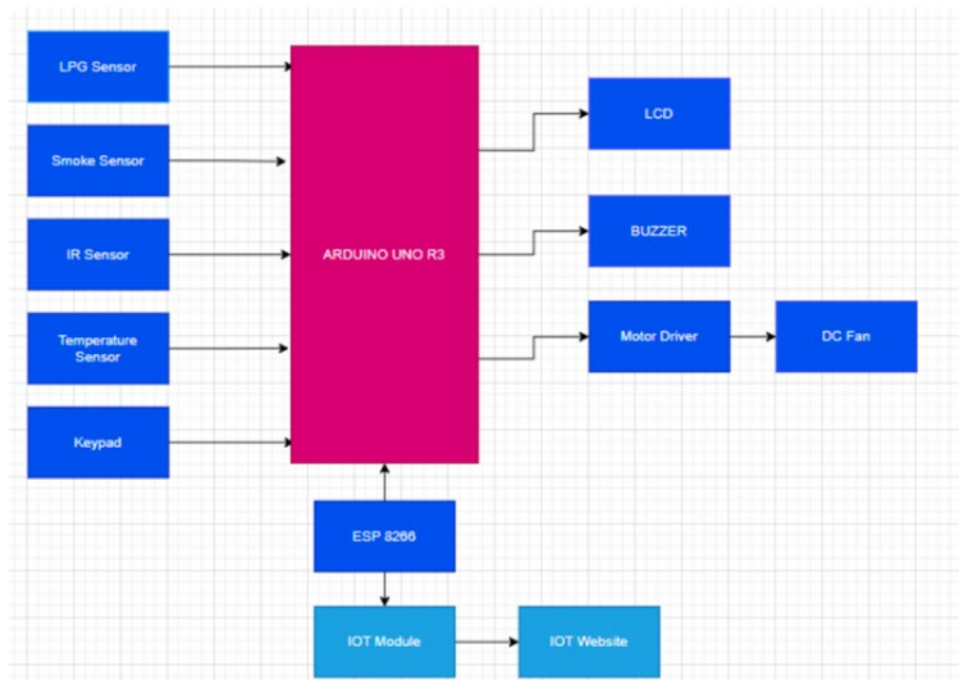 LPG Sensor
Smoke Sensor
IR Sensor
Temperature
Sensor
Keypad
ARDUINO UNO R3
LCD
BUZZER
Motor Driver
DC Fan
ESP 8266
IOT Module
IOT Website